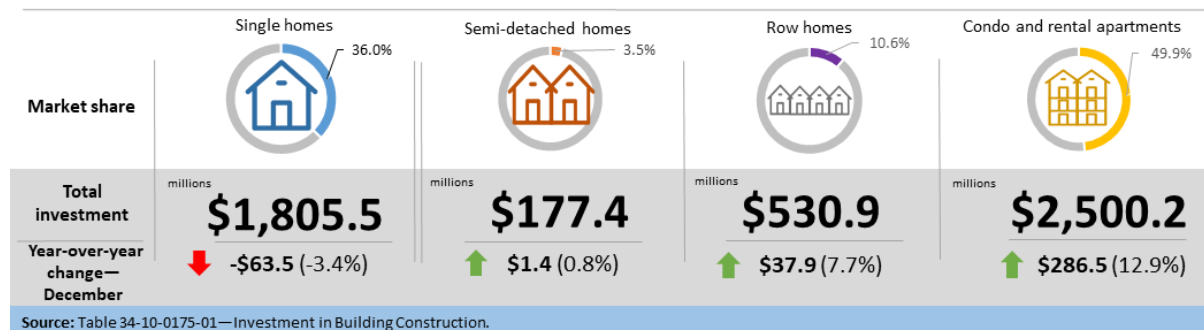 Single homes
Semi-detached homes
Row homes
Condo and rental apartments
36.0%
3.5%
10.6%
49.9%
Market share
Total
investment
millions
$1,805.5
millions
$177.4
millions
$530.9
millions
$2,500.2
Year-over-year
change—
December
-$63.5 (-3.4%)
$1.4 (0.8%)
$37.9 (7.7%)
$286.5 (12.9%)
Source: Table 34-10-0175-01—Investment in Building Construction.